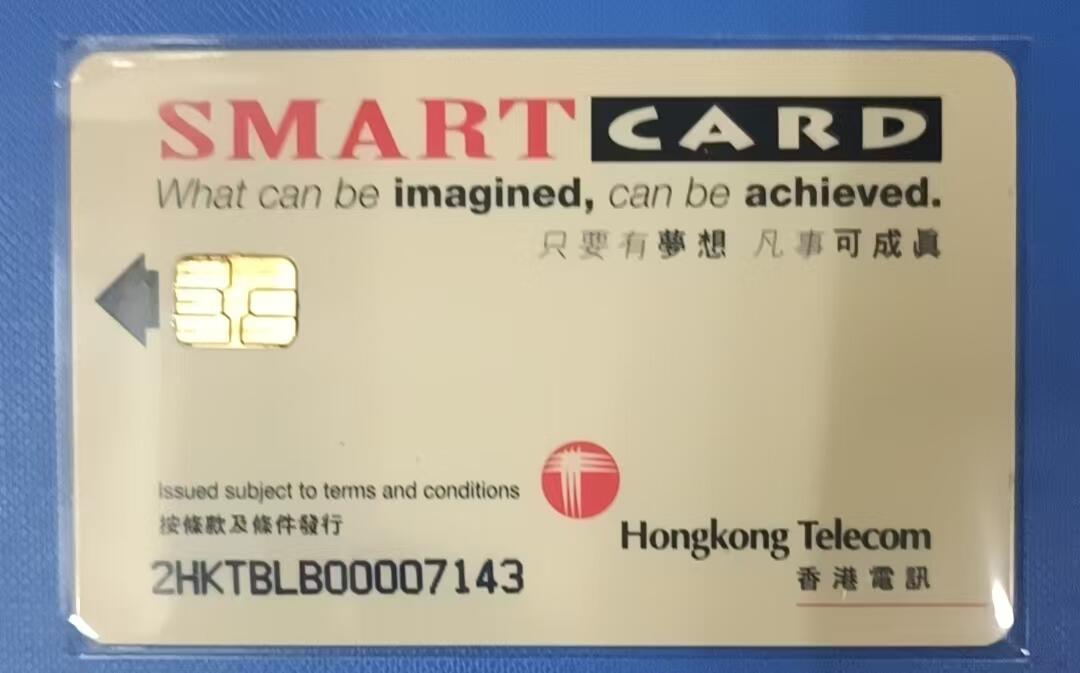 SMART CARD
What can be imagined, can be achieved.
只要有夢想 凡事可成眞
Issued subject to terms and conditions
按條款及條件發行
2HKTBLB00007143
Hongkong Telecom
香港電訊